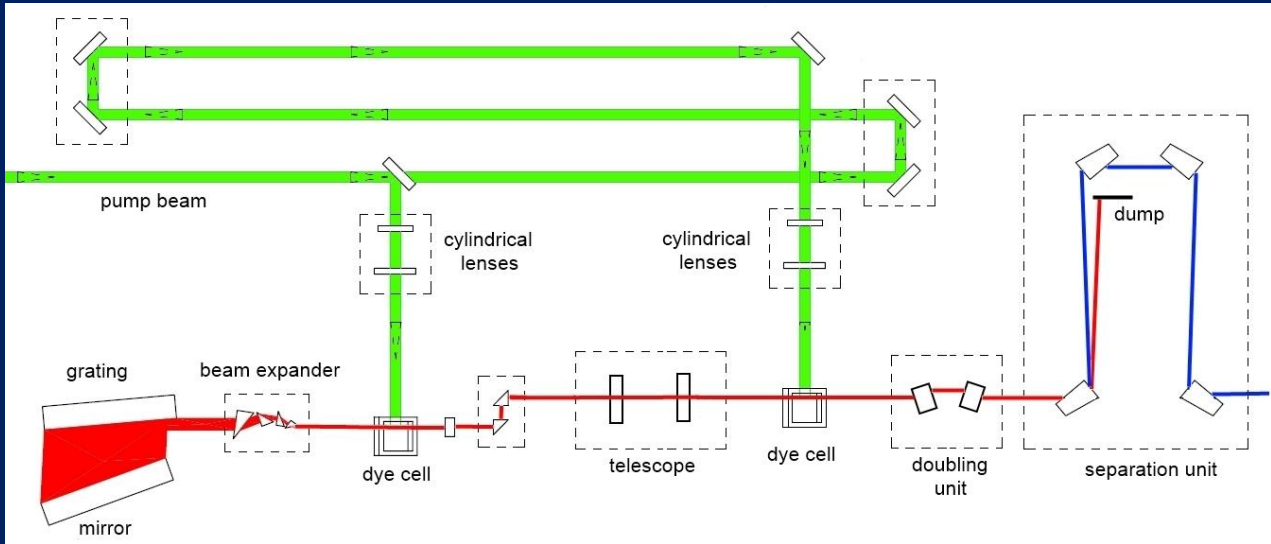 pump beam
cylindrical
lenses
cylindrical
lenses
dump
grating
beam expander
mirror
dye cell
telescope
dye cell
doubling
unit
separation unit